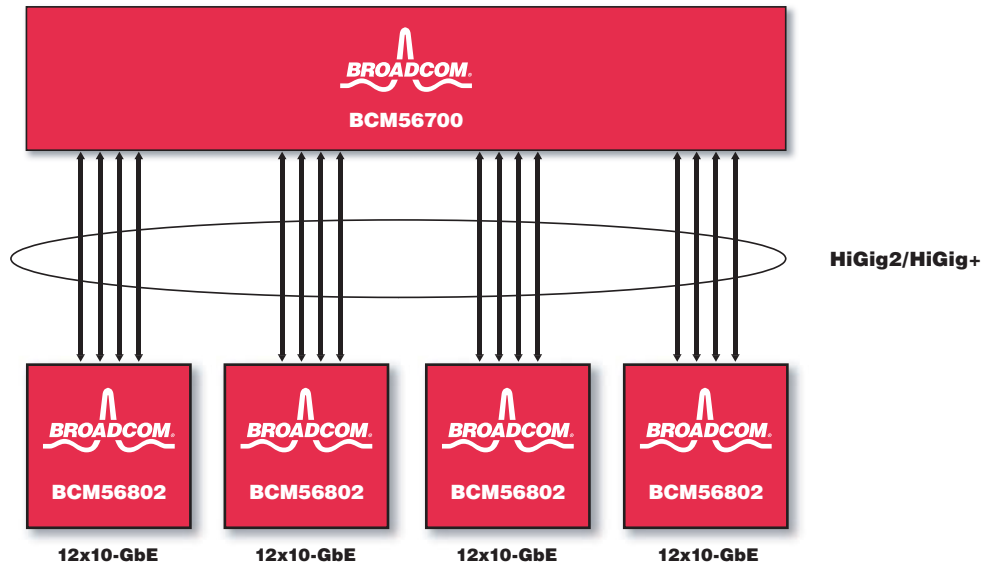 BROADCOM.
BCM56700
HiGig2/HiGig+
BROADCOM. BROADCOM. BROADCOM. BROADCOM.
BCM56802 BCM56802 BCM56802 BCM56802
12x10-GbE 12x10-GbE 12x10-GbE 12x10-GbE